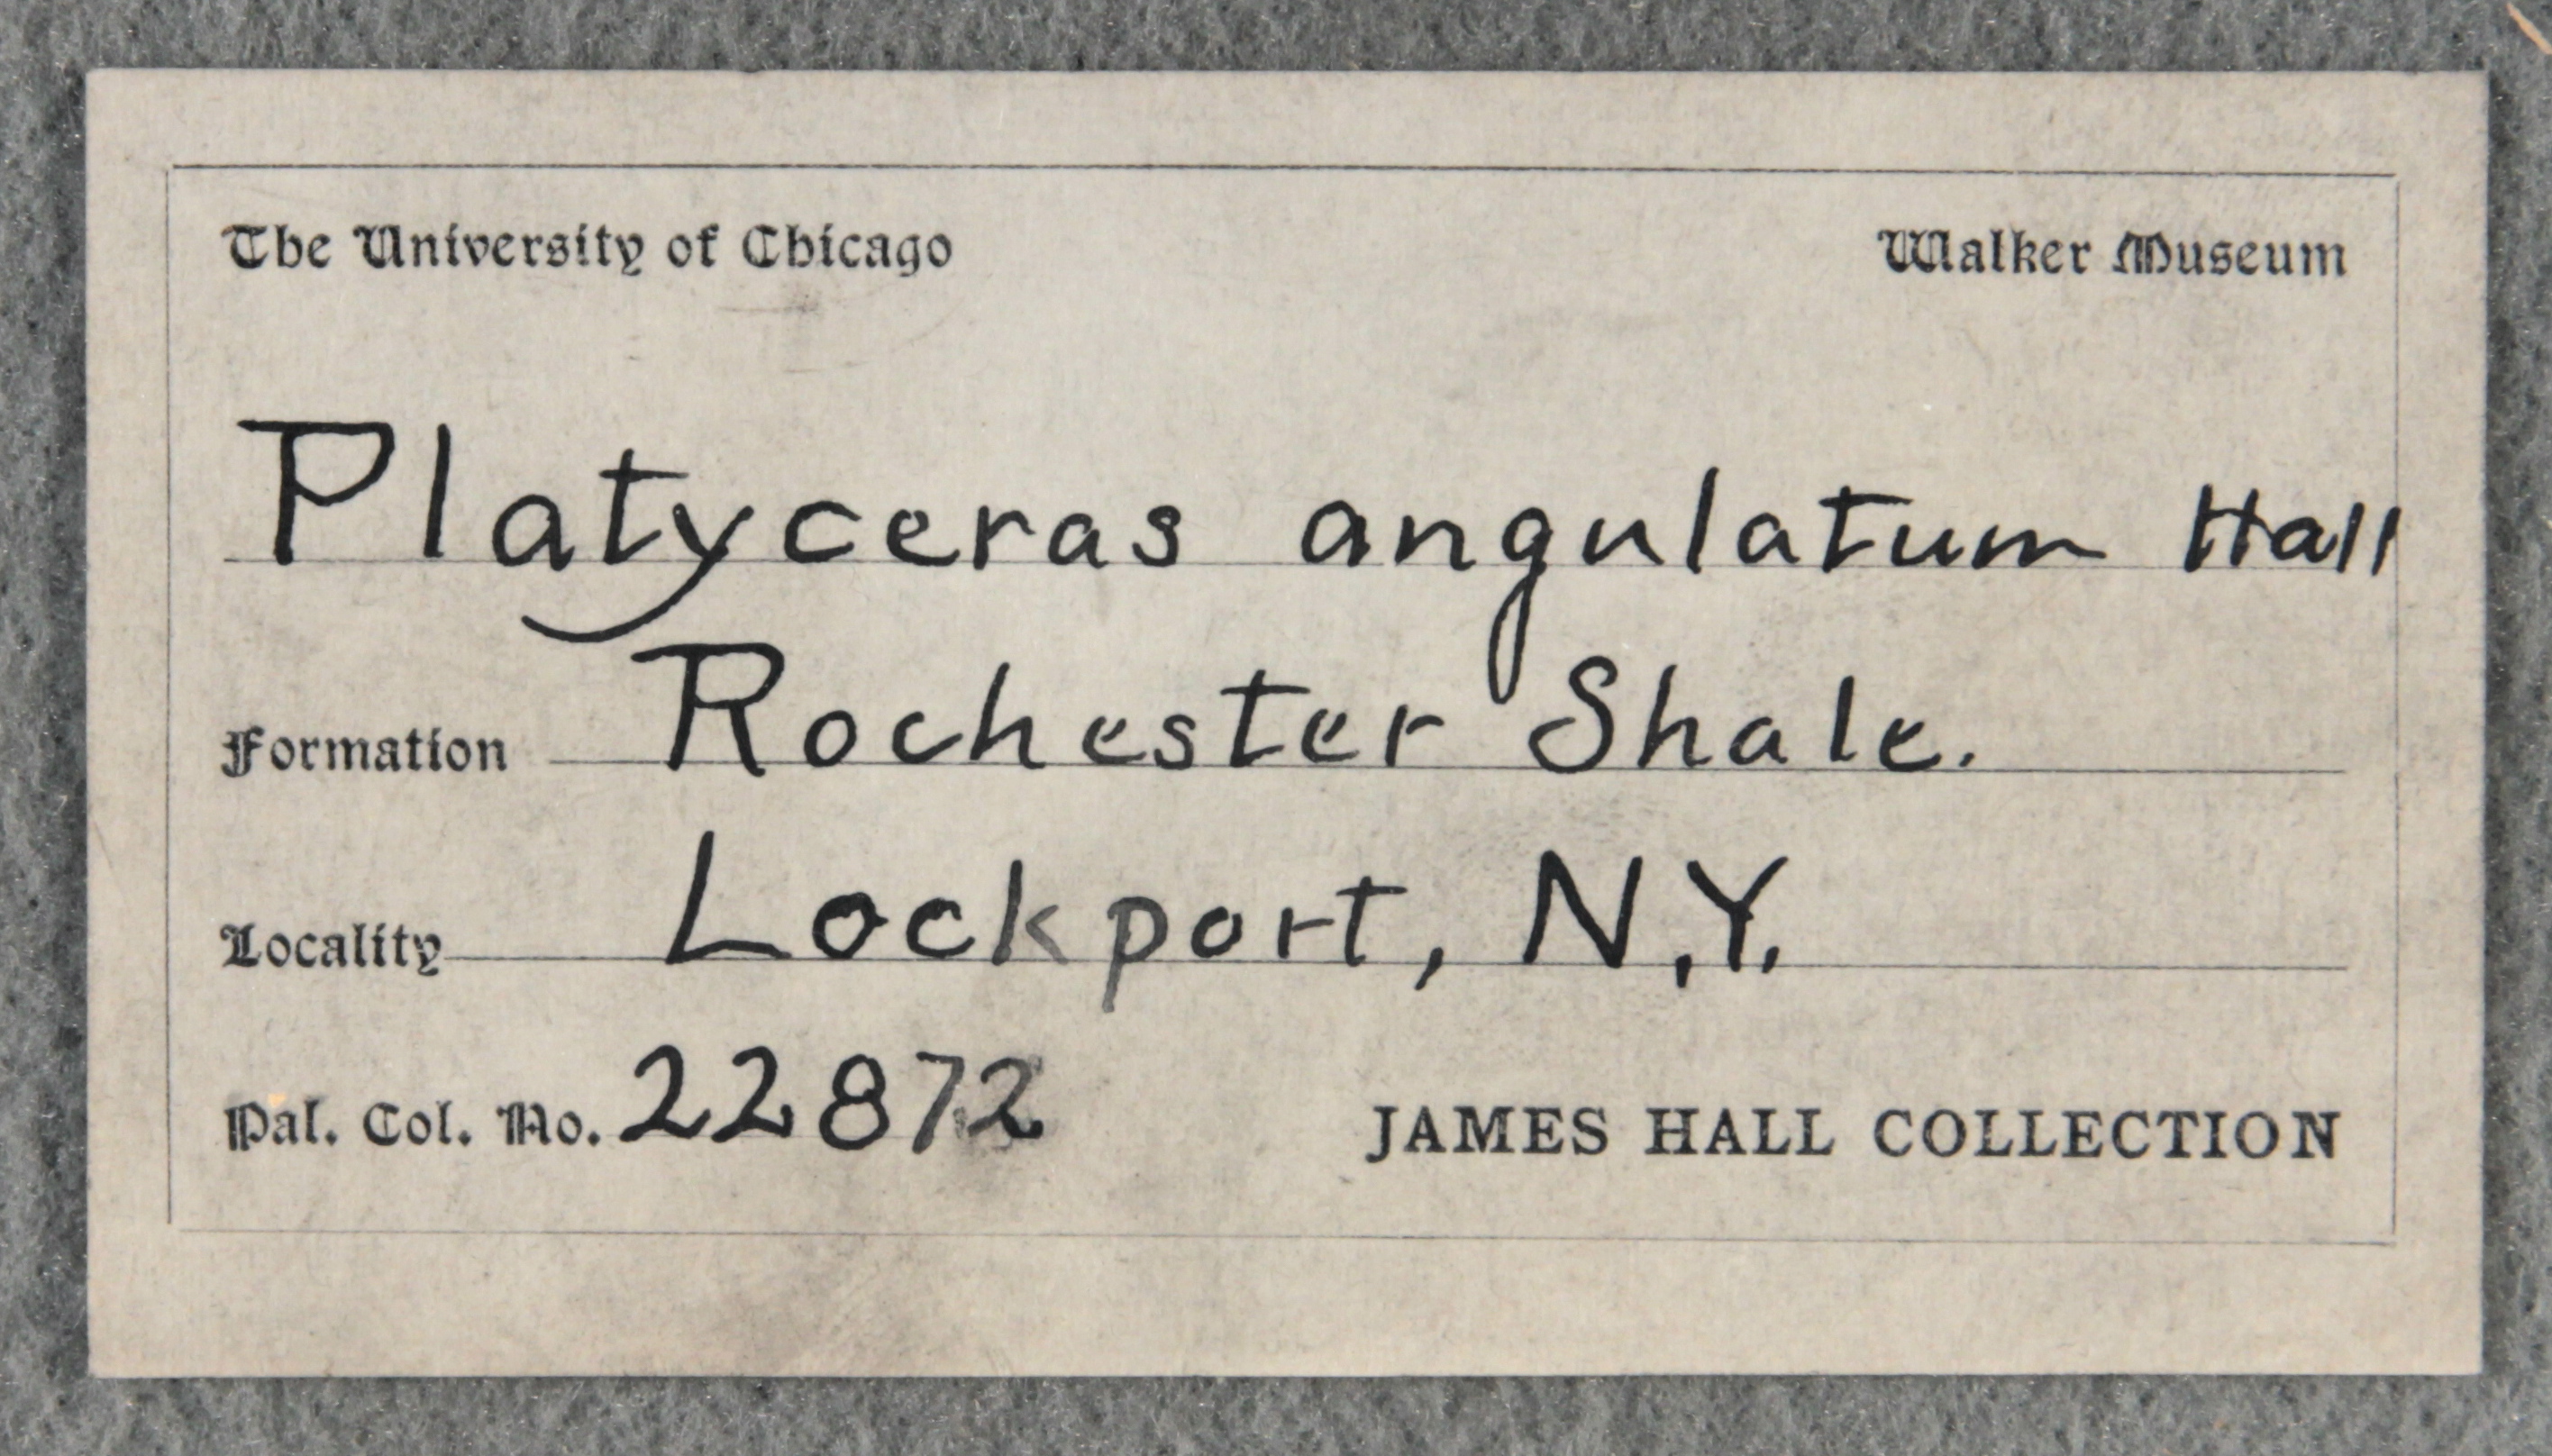 The University of Chicago Walker Museum
Platyceras angulatum Hall
Formation Rochester Shale.
Locality Lockport, N.Y.
Pal. Col. No. 22872 JAMES HALL COLLECTION